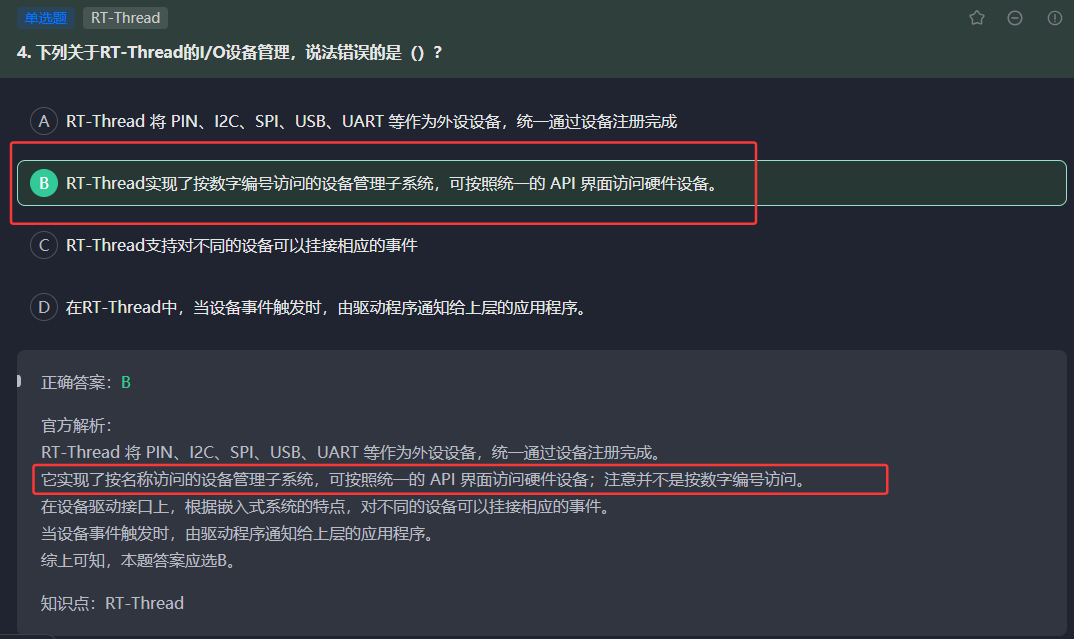 单选题 RT-Thread
4. 下列关于RT-Thread的I/O设备管理，说法错误的是（）？
A RT-Thread 将 PIN、I2C、SPI、USB、UART 等作为外设设备，统一通过设备注册完成
B RT-Thread实现了按数字编号访问的设备管理子系统，可按照统一的 API 界面访问硬件设备。
C RT-Thread支持对不同的设备可以挂接相应的事件
D 在RT-Thread中，当设备事件触发时，由驱动程序通知给上层的应用程序。
正确答案：B
官方解析：
RT-Thread 将 PIN、I2C、SPI、USB、UART 等作为外设设备，统一通过设备注册完成。
它实现了按名称访问的设备管理子系统，可按照统一的 API 界面访问硬件设备；注意并不是按数字编号访问。
在设备驱动接口上，根据嵌入式系统的特点，对不同的设备可以挂接相应的事件。
当设备事件触发时，由驱动程序通知给上层的应用程序。
综上可知，本题答案应选B。
知识点：RT-Thread